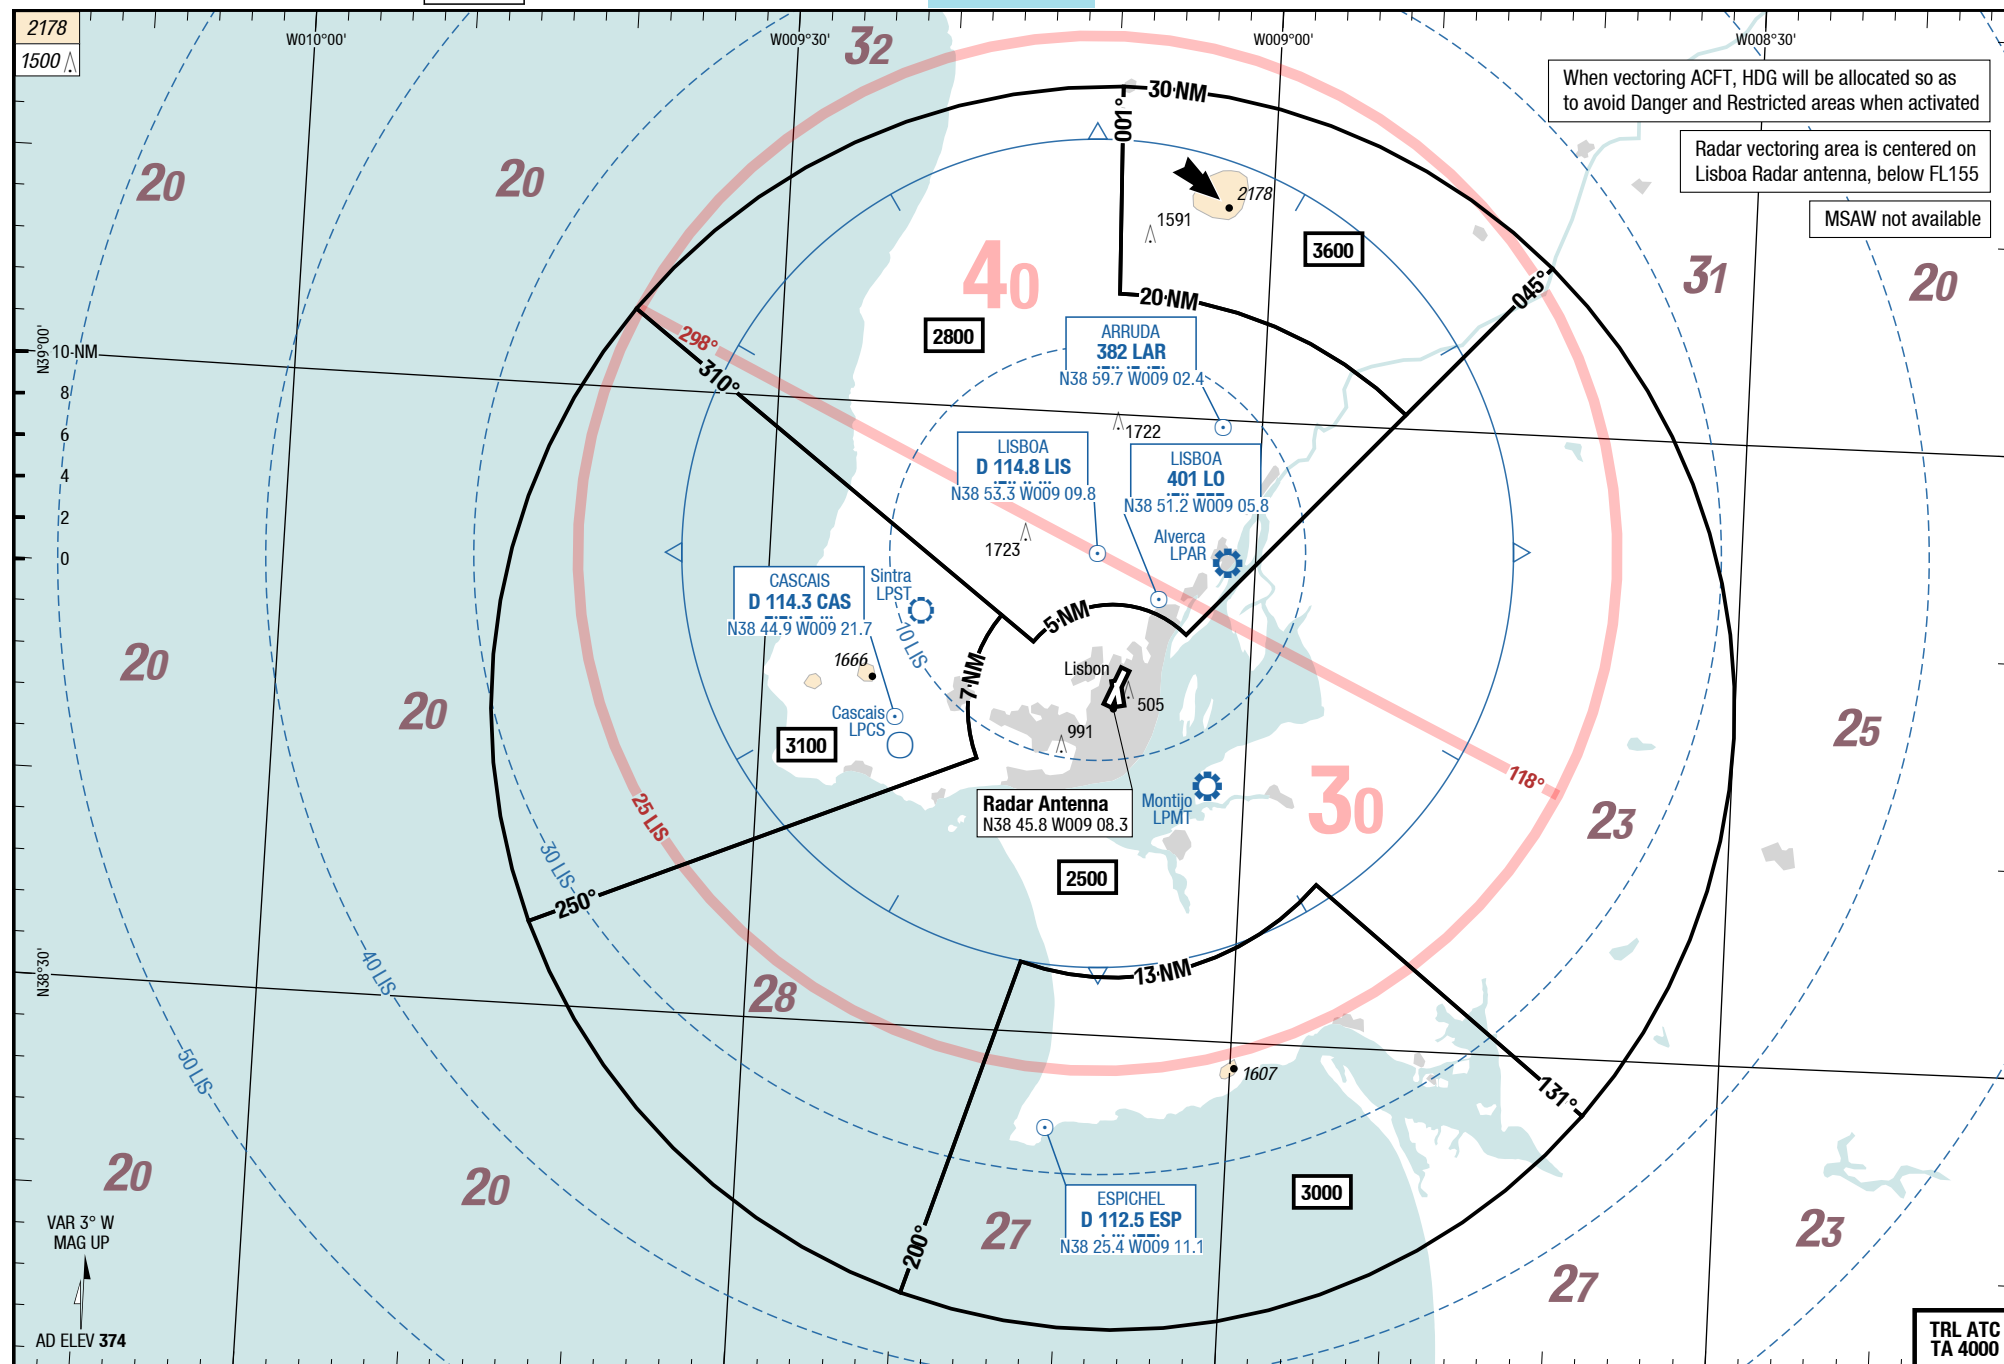 2178
1500
W010°00'
W009°30'
W009°00'
W008°30'
32
30 NM
001°
When vectoring ACFT, HDG will be allocated so as
to avoid Danger and Restricted areas when activated
Radar vectoring area is centered on
Lisboa Radar antenna, below FL155
MSAW not available
20
20
2178
1591
3600
31
20
40
045°
20 NM
2800
298°
310°
ARRUDA
382 LAR
N38 59.7 W009 02.4
N39°00'
10 NM
8
6
4
2
0
1722
LISBOA
D 114.8 LIS
N38 53.3 W009 09.8
LISBOA
401 LO
N38 51.2 W009 05.8
1723
Alverca
LPAR
CASCAIS
D 114.3 CAS
N38 44.9 W009 21.7
Sintra
LPST
10 LIS
5 NM
7 NM
20
1666
Lisbon
505
991
20
Cascais
LPCS
3100
25
118°
25 LIS
Radar Antenna
N38 45.8 W009 08.3
Montijo
LPMT
30
23
30 LIS
2500
250°
40 LIS
N38°30'
28
13 NM
50 LIS
1607
131°
20
20
200°
27
ESPICHEL
D 112.5 ESP
N38 25.4 W009 11.1
3000
23
27
VAR 3° W
MAG UP
AD ELEV 374
TRL ATC
TA 4000